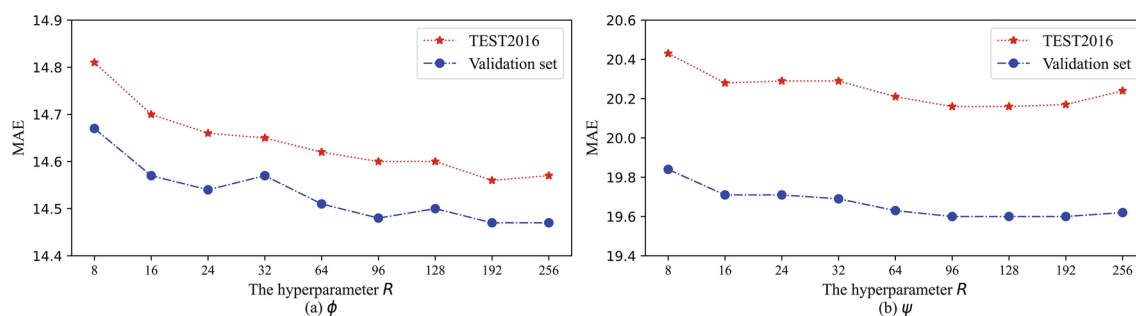 14.9
14.8
14.7
14.6
14.5
14.4
MAE
TEST2016
Validation set
8 16 24 32 64 96 128 192 256
The hyperparameter R
(a) ϕ
20.6
20.4
20.2
20.0
19.8
19.6
19.4
MAE
TEST2016
Validation set
8 16 24 32 64 96 128 192 256
The hyperparameter R
(b) ψ